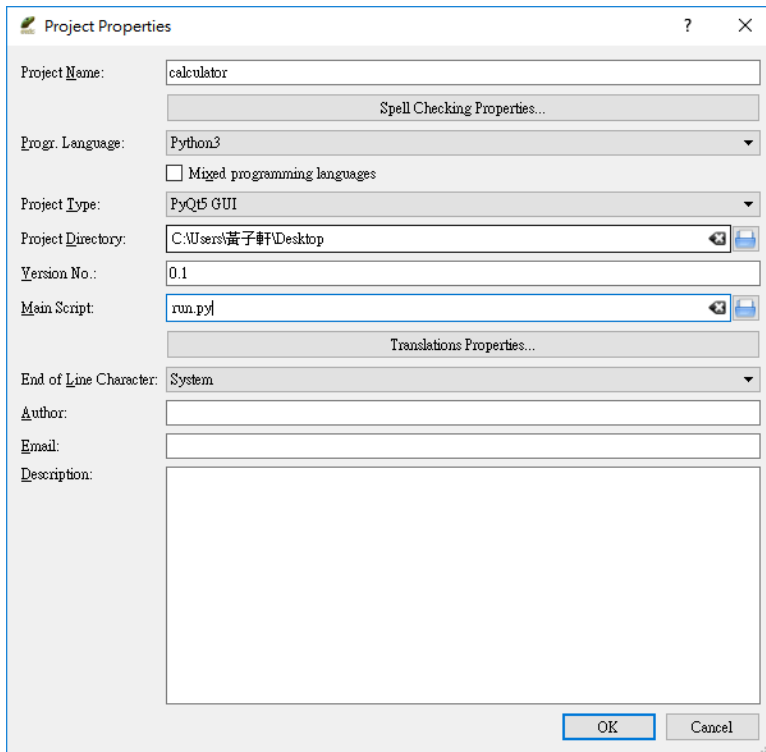 Project Properties
Project Name: calculator
Spell Checking Properties...
Progr. Language: Python3
Mixed programming languages
Project Type: PyQt5 GUI
Project Directory: C:\Users\黃子軒\Desktop
Version No.: 0.1
Main Script: run.py
Translations Properties...
End of Line Character: System
Author:
Email:
Description:
OK Cancel